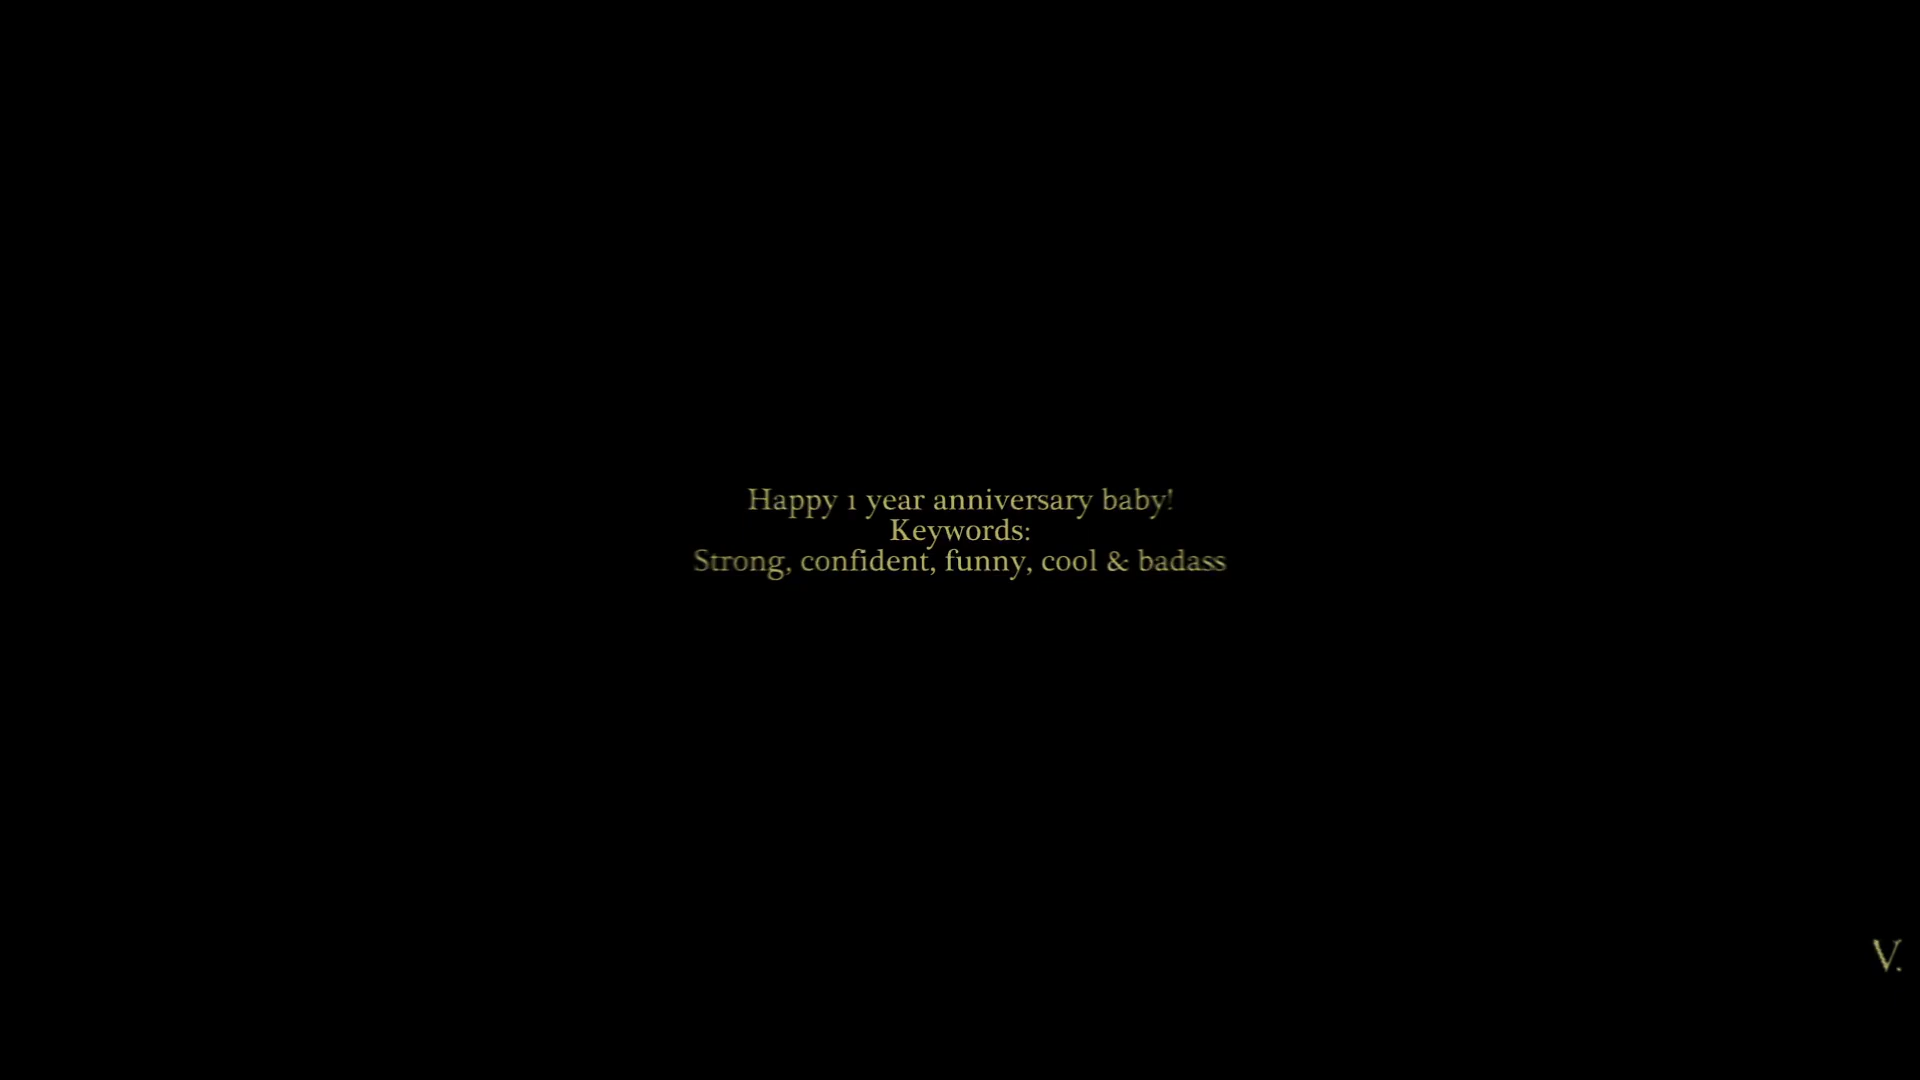 Happy 1 year anniversary baby!
Keywords:
Strong, confident, funny, cool & badass
V.